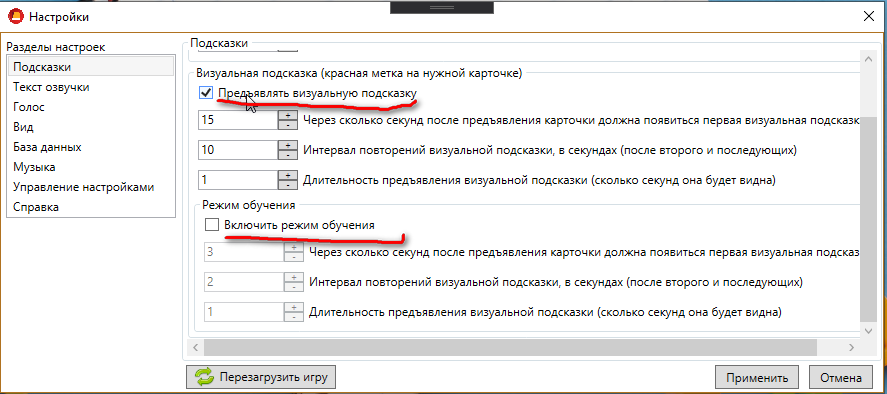 Настройки
Разделы настроек
Подсказки
Текст озвучки
Голос
Вид
База данных
Музыка
Управление настройками
Справка
Подсказки
Визуальная подсказка (красная метка на нужной карточке)
Предъявлять визуальную подсказку
15 Через сколько секунд после предъявления карточки должна появиться первая визуальная подсказк
10 Интервал повторений визуальной подсказки, в секундах (после второго и последующих)
1 Длительность предъявления визуальной подсказки (сколько секунд она будет видна)
Режим обучения
Включить режим обучения
3 Через сколько секунд после предъявления карточки должна появиться первая визуальная подсказ
2 Интервал повторений визуальной подсказки, в секундах (после второго и последующих)
1 Длительность предъявления визуальной подсказки (сколько секунд она будет видна)
Перезагрузить игру
Применить
Отмена